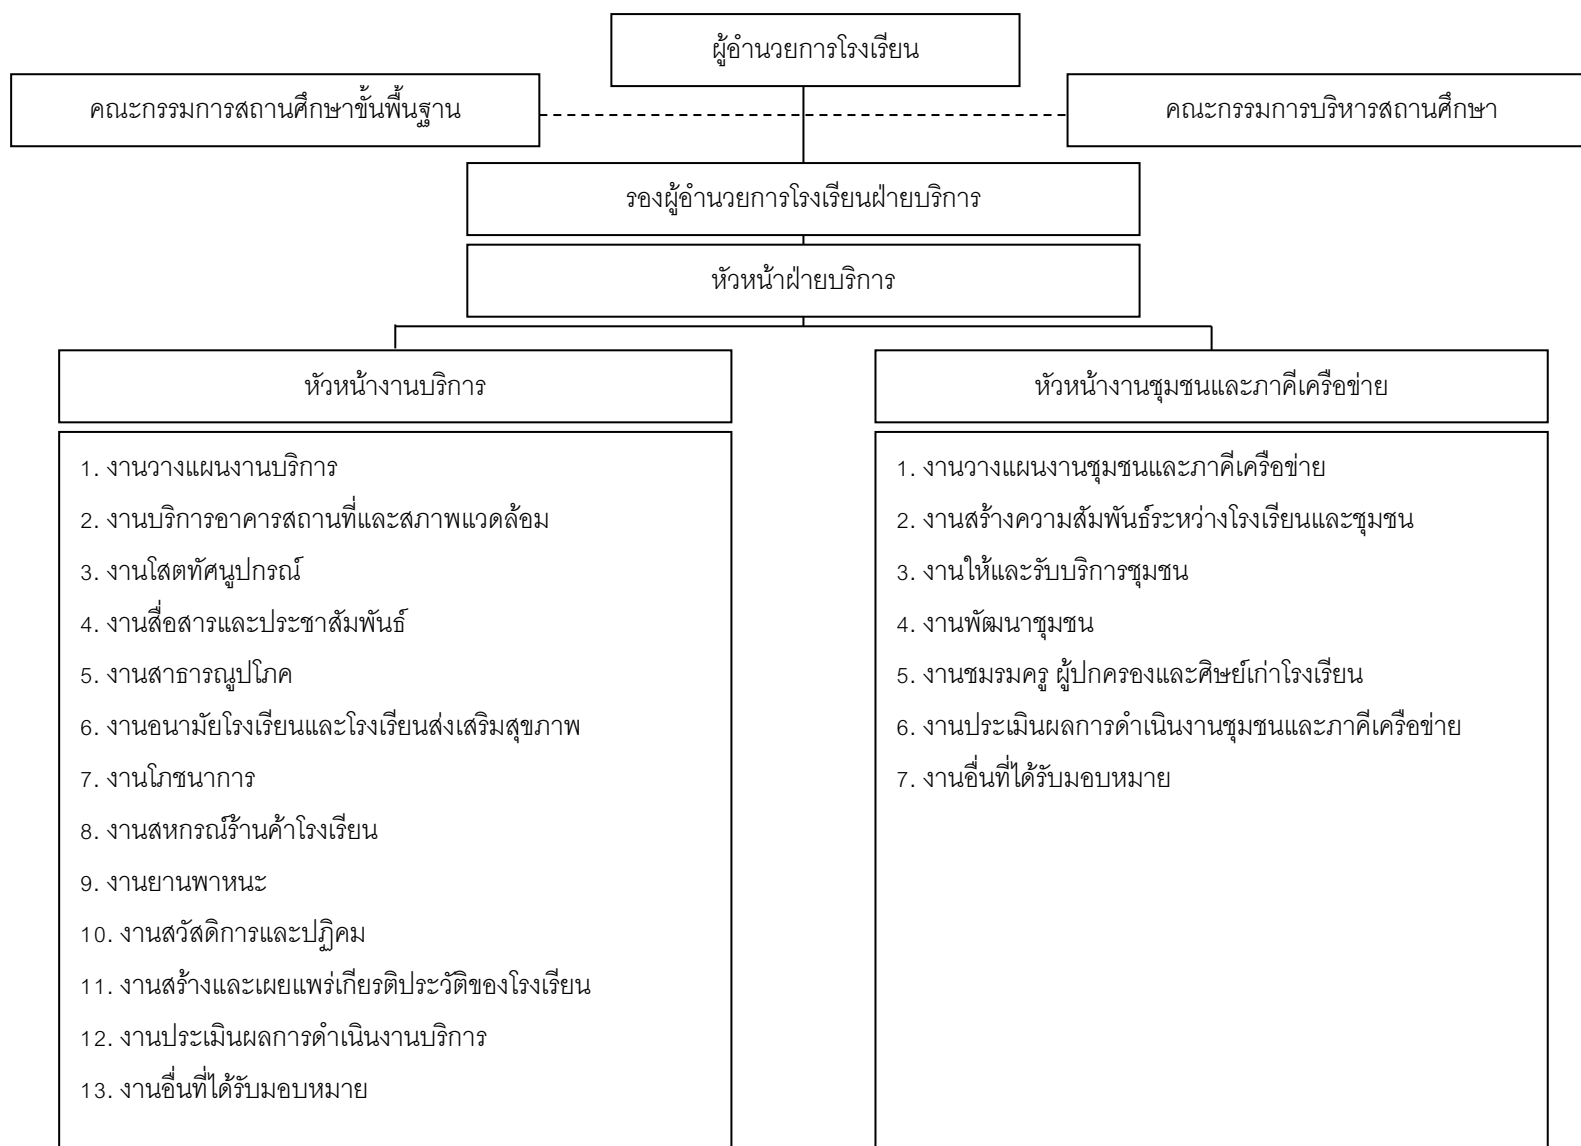 ผู้อำนวยการโรงเรียน
คณะกรรมการสถานศึกษาขั้นพื้นฐาน
คณะกรรมการบริหารสถานศึกษา
รองผู้อำนวยการโรงเรียนฝ่ายบริการ
หัวหน้าฝ่ายบริการ
หัวหน้างานบริการ
1. งานวางแผนงานบริการ
2. งานบริการอาคารสถานที่และสภาพแวดล้อม
3. งานโสตทัศนูปกรณ์
4. งานสื่อสารและประชาสัมพันธ์
5. งานสาธารณูปโภค
6. งานอนามัยโรงเรียนและโรงเรียนส่งเสริมสุขภาพ
7. งานโภชนาการ
8. งานสหกรณ์ร้านค้าโรงเรียน
9. งานยานพาหนะ
10. งานสวัสดิการและปฏิคม
11. งานสร้างและเผยแพร่เกียรติประวัติของโรงเรียน
12. งานประเมินผลการดำเนินงานบริการ
13. งานอื่นที่ได้รับมอบหมาย
หัวหน้างานชุมชนและภาคีเครือข่าย
1. งานวางแผนงานชุมชนและภาคีเครือข่าย
2. งานสร้างความสัมพันธ์ระหว่างโรงเรียนและชุมชน
3. งานให้และรับบริการชุมชน
4. งานพัฒนาชุมชน
5. งานชมรมครู ผู้ปกครองและศิษย์เก่าโรงเรียน
6. งานประเมินผลการดำเนินงานชุมชนและภาคีเครือข่าย
7. งานอื่นที่ได้รับมอบหมาย